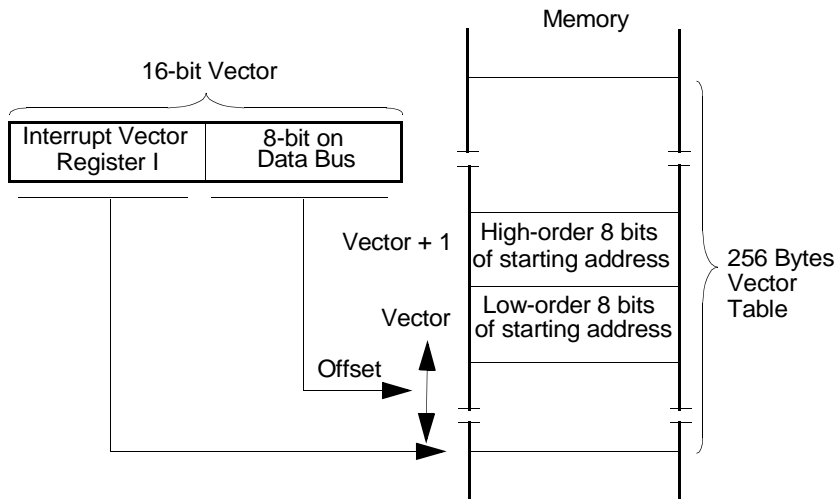 Memory
16-bit Vector
Interrupt Vector
Register I
8-bit on
Data Bus
Vector + 1
High-order 8 bits
of starting address
256 Bytes
Vector
Table
Vector
Low-order 8 bits
of starting address
Offset